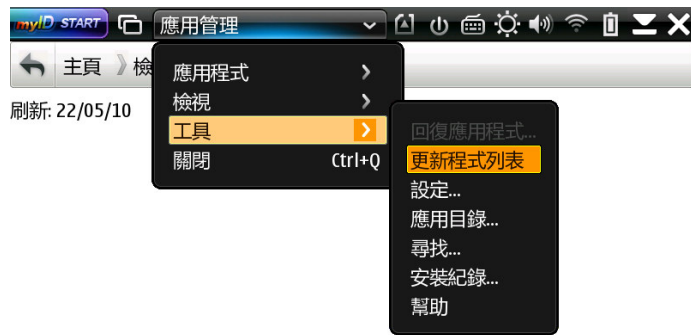 myID START 應用管理
主頁 》檢
刷新: 22/05/10
應用程式
檢視
工具
關閉 Ctrl+Q
回復應用程式...
更新程式列表
設定...
應用目錄...
尋找...
安裝紀錄...
幫助